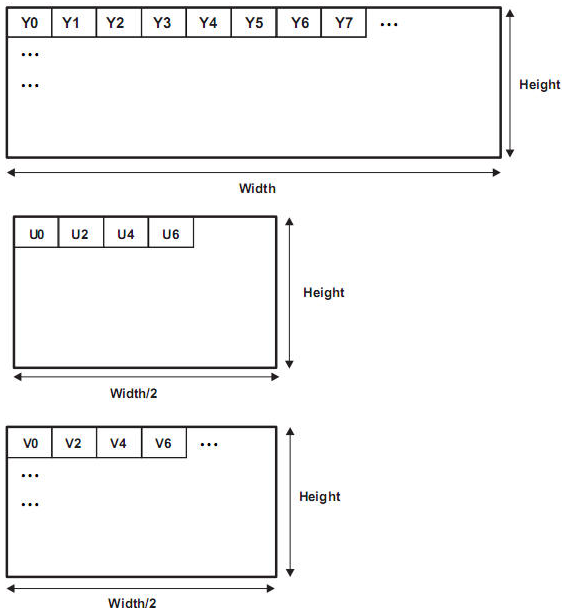 Y0 Y1 Y2 Y3 Y4 Y5 Y6 Y7 ...
...
...
Height
Width
U0 U2 U4 U6
Height
Width/2
V0 V2 V4 V6 ...
...
Height
...
Width/2